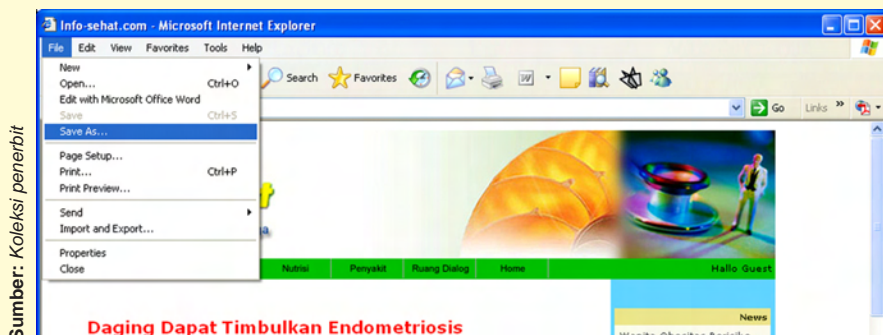 Info-sehat.com - Microsoft Internet Explorer
File Edit View Favorites Tools Help
New
Open... Ctrl+O
Edit with Microsoft Office Word
Save Ctrl+S
Save As...
Page Setup...
Print... Ctrl+P
Print Preview...
Send
Import and Export...
Properties
Close
Search Favorites
Go Links »
Nutrisi Penyakit Ruang Dialog Home Hallo Guest
Daging Dapat Timbulkan Endometriosis
News
Sumber: Koleksi penerbit